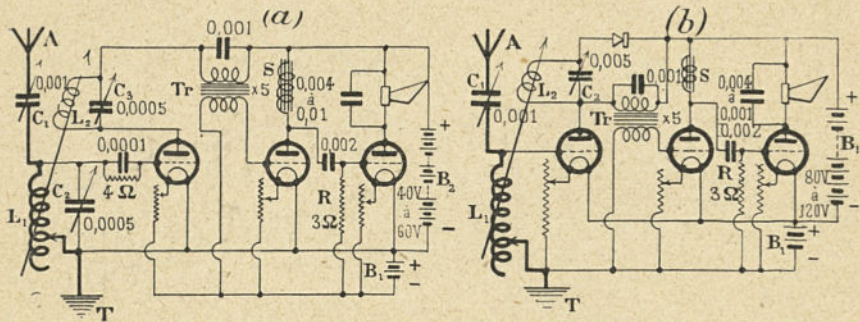 (a)
A
0,001
C₁
1
L₂
C₃
0,0005
0,0001
4 Ω
C₂
0,0005
L₁
T
0,001
Tr
x5
S
0,004
à
0,01
0,002
R
3Ω
40V
à
60V
+
B₂
−
B₁
+
−
(b)
A
C₁
0,001
L₂
0,005
C₂
L₁
T
0,001
Tr
x5
S
0,004
à
0,001
0,002
R
3Ω
+
B₁
80V
à
120V
−
B₁
+
−